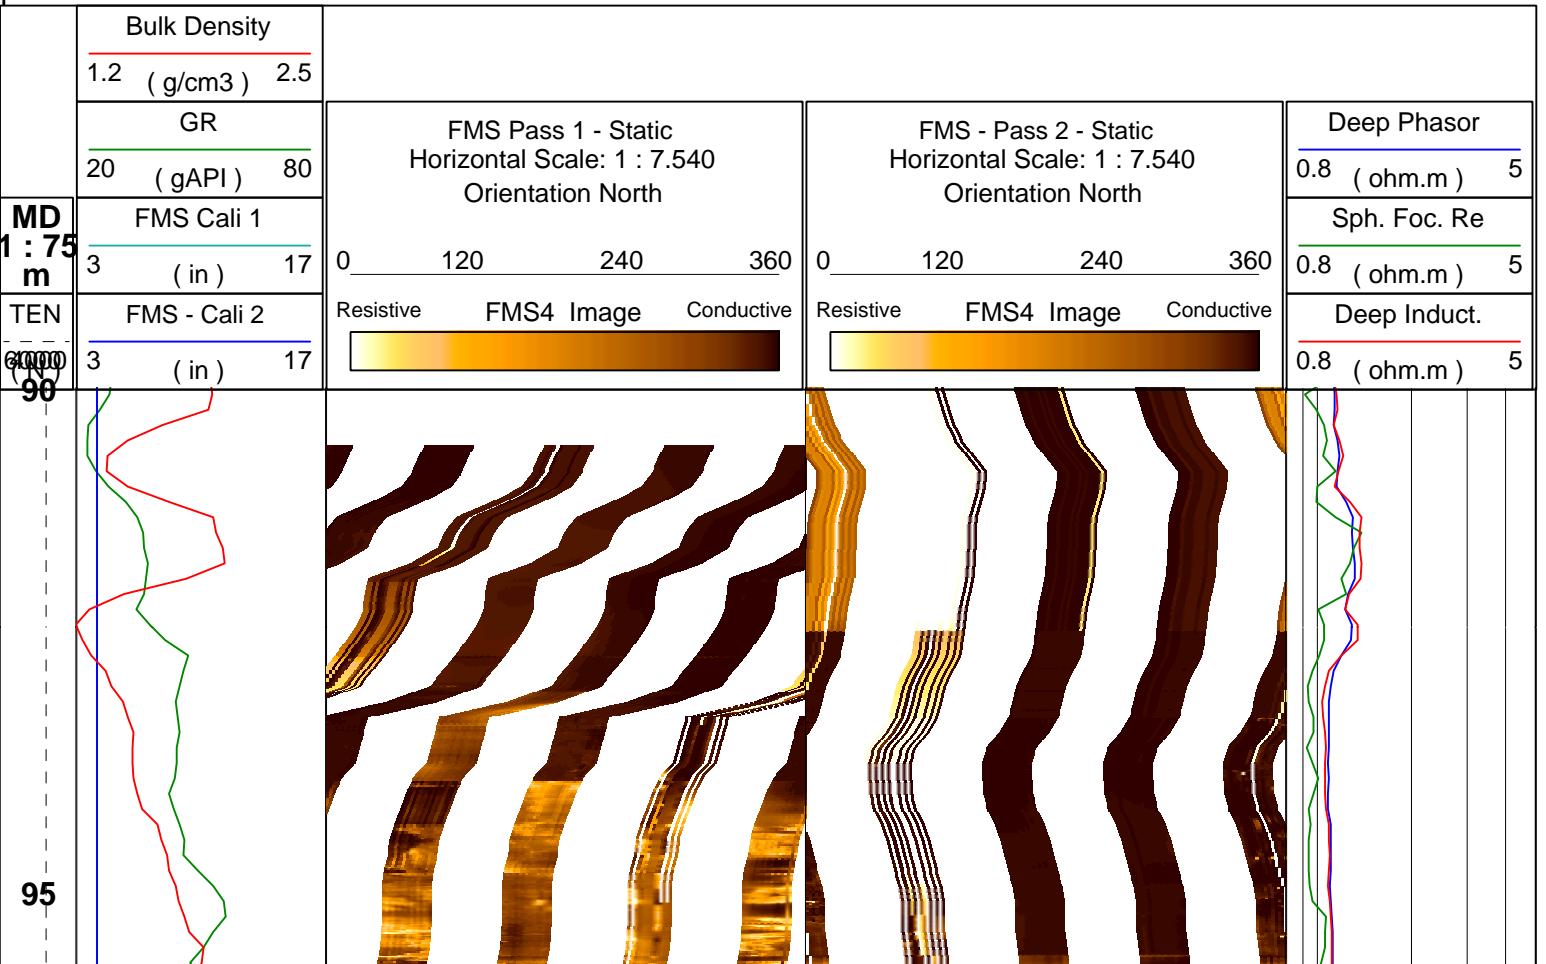 Bulk Density
1.2 ( g/cm3 ) 2.5
GR
20 ( gAPI ) 80
FMS Cali 1
3 ( in ) 17
FMS - Cali 2
3 ( in ) 17
MD
1 : 75
m
TEN
90
95
FMS Pass 1 - Static
Horizontal Scale: 1 : 7.540
Orientation North
0 120 240 360
Resistive FMS4 Image Conductive
FMS - Pass 2 - Static
Horizontal Scale: 1 : 7.540
Orientation North
0 120 240 360
Resistive FMS4 Image Conductive
Deep Phasor
0.8 ( ohm.m ) 5
Sph. Foc. Re
0.8 ( ohm.m ) 5
Deep Induct.
0.8 ( ohm.m ) 5